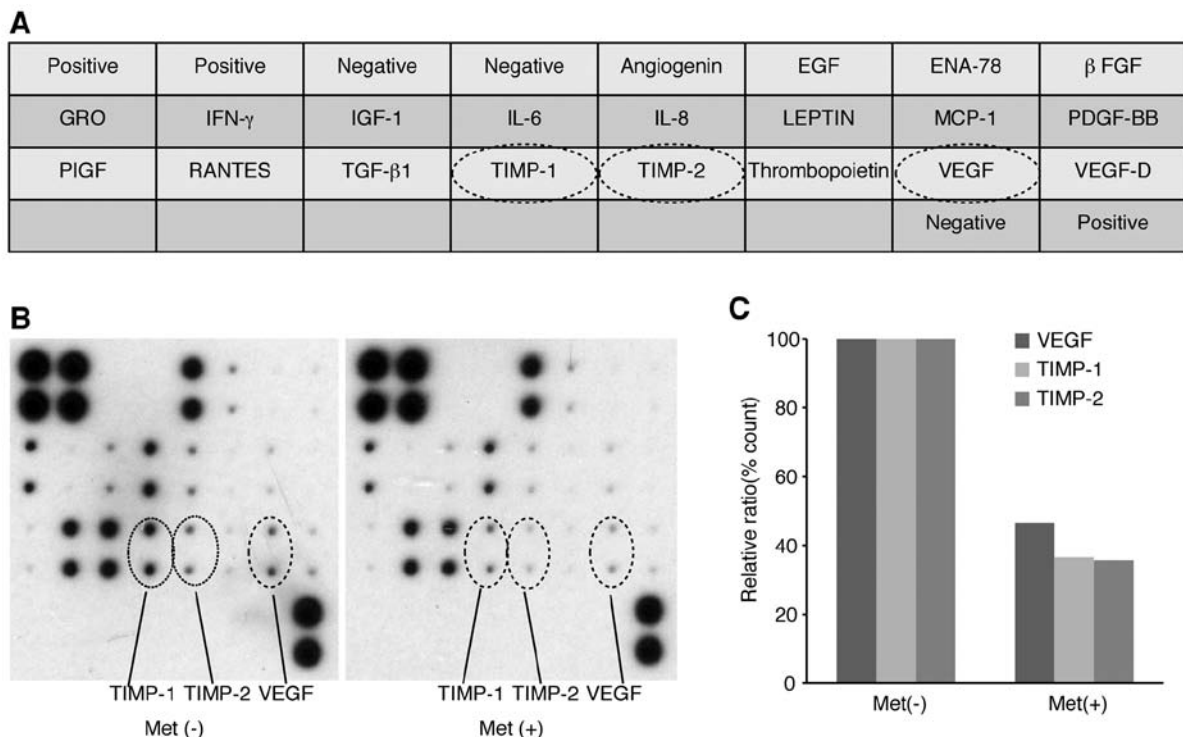 A
Positive Positive Negative Negative Angiogenin EGF ENA-78 β FGF
GRO IFN-γ IGF-1 IL-6 IL-8 LEPTIN MCP-1 PDGF-BB
PIGF RANTES TGF-β1 TIMP-1 TIMP-2 Thrombopoietin VEGF VEGF-D
Negative Positive
B
TIMP-1 TIMP-2 VEGF
Met (-)
TIMP-1 TIMP-2 VEGF
Met (+)
C
VEGF
TIMP-1
TIMP-2
Relative ratio(% count)
100
80
60
40
20
0
Met(-) Met(+)